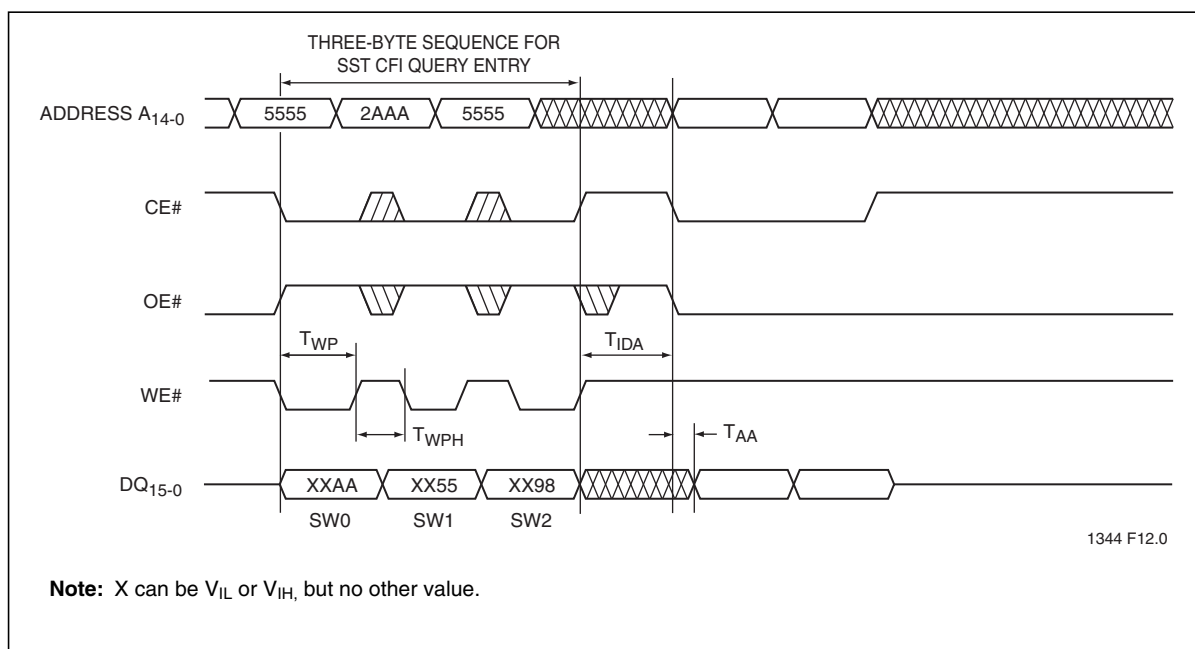 THREE-BYTE SEQUENCE FOR
SST CFI QUERY ENTRY
ADDRESS A14-0
5555 2AAA 5555
CE#
OE#
TWP TIDA
WE#
TWPH TAA
DQ15-0 XXAA XX55 XX98
SW0 SW1 SW2
1344 F12.0
Note: X can be VIL or VIH, but no other value.